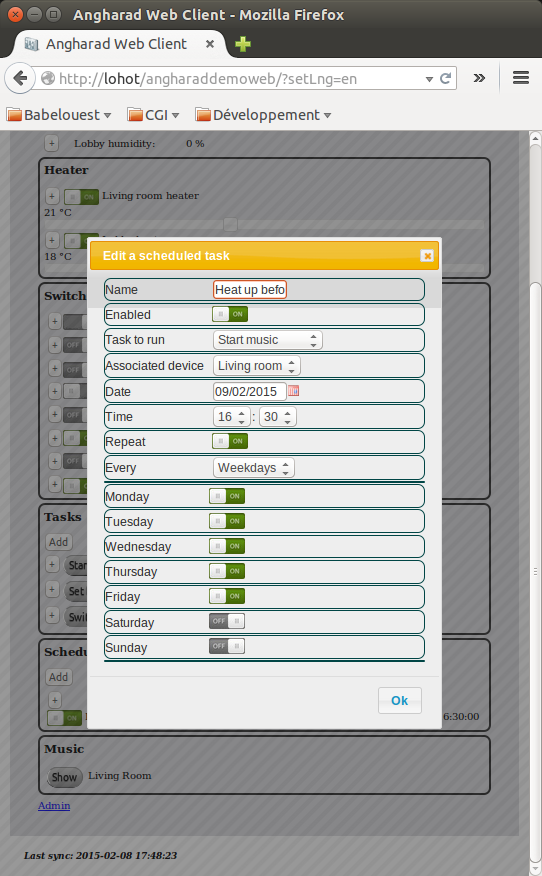 Angharad Web Client - Mozilla Firefox
Angharad Web Client
http://lohot/angharaddemoweb/?setLng=en
Babelouest CGI Développement
+ Lobby humidity: 0 %
Heater
+ ON Living room heater
21 °C
+ ON
18 °C
Edit a scheduled task
Name Heat up befo
Enabled ON
Task to run Start music
Associated device Living room
Date 09/02/2015
Time 16 : 30
Repeat ON
Every Weekdays
Monday ON
Tuesday ON
Wednesday ON
Thursday ON
Friday ON
Saturday OFF
Sunday OFF
Ok
Switch
+
+ OFF
+ OFF
+
+ OFF
+
+ OFF
+
Tasks
Add
+ Star
+ Set
+ Swit
Schedu
Add
+
ON 6:30:00
Music
Show Living Room
Admin
Last sync: 2015-02-08 17:48:23